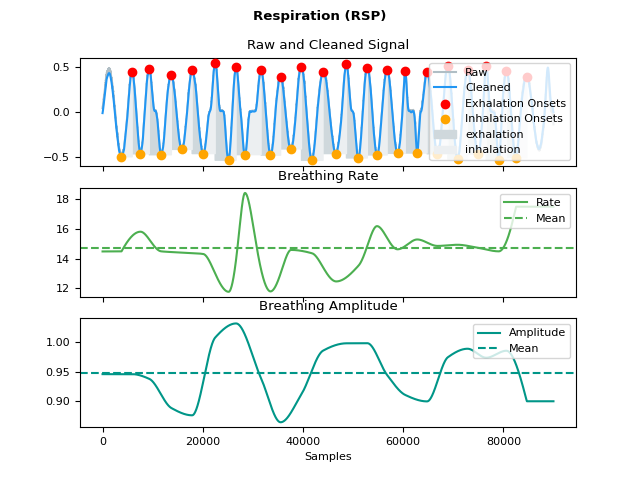 Respiration (RSP)
Raw and Cleaned Signal
0.5
0.0
−0.5
Raw
Cleaned
Exhalation Onsets
Inhalation Onsets
exhalation
inhalation
Breathing Rate
18
16
14
12
Rate
Mean
Breathing Amplitude
1.00
0.95
0.90
Amplitude
Mean
0 20000 40000 60000 80000
Samples